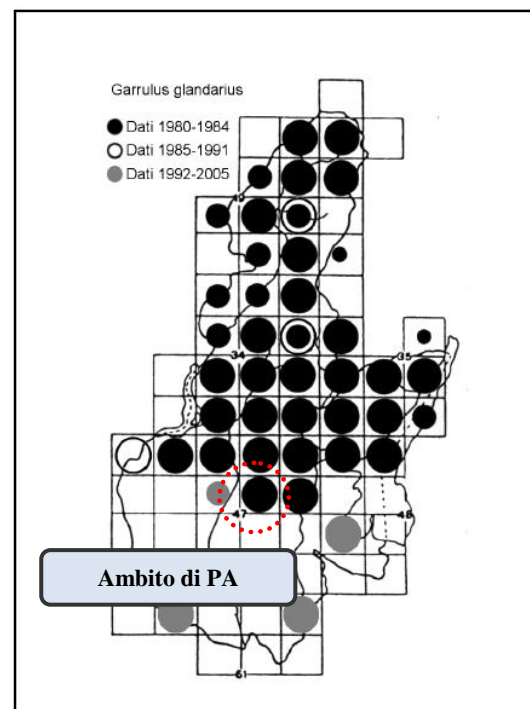 Garrulus glandarius
Dati 1980-1984
Dati 1985-1991
Dati 1992-2005
19
34
35
47
48
Ambito di PA
61